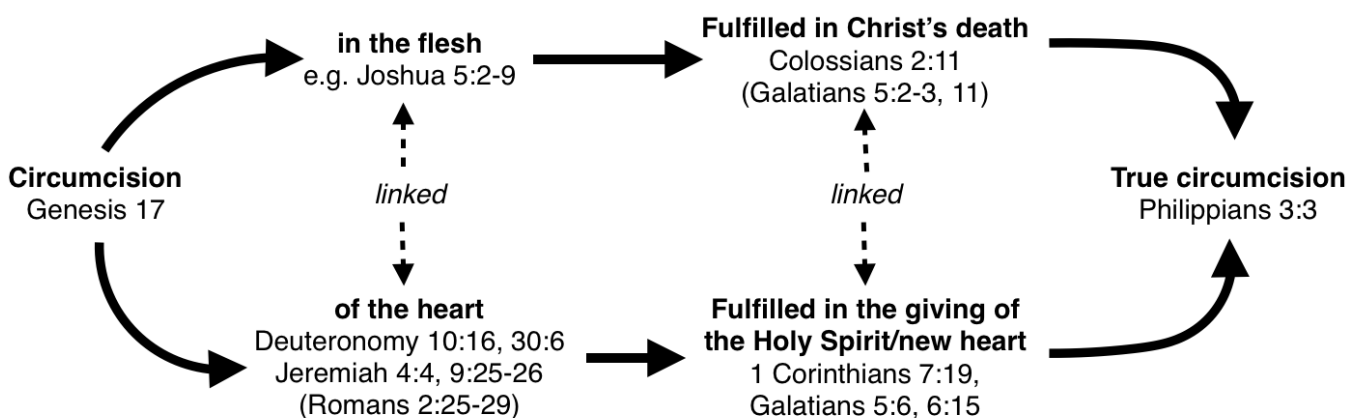 Circumcision
Genesis 17
in the flesh
e.g. Joshua 5:2-9
linked
of the heart
Deuteronomy 10:16, 30:6
Jeremiah 4:4, 9:25-26
(Romans 2:25-29)
Fulfilled in Christ’s death
Colossians 2:11
(Galatians 5:2-3, 11)
linked
Fulfilled in the giving of
the Holy Spirit/new heart
1 Corinthians 7:19,
Galatians 5:6, 6:15
True circumcision
Philippians 3:3